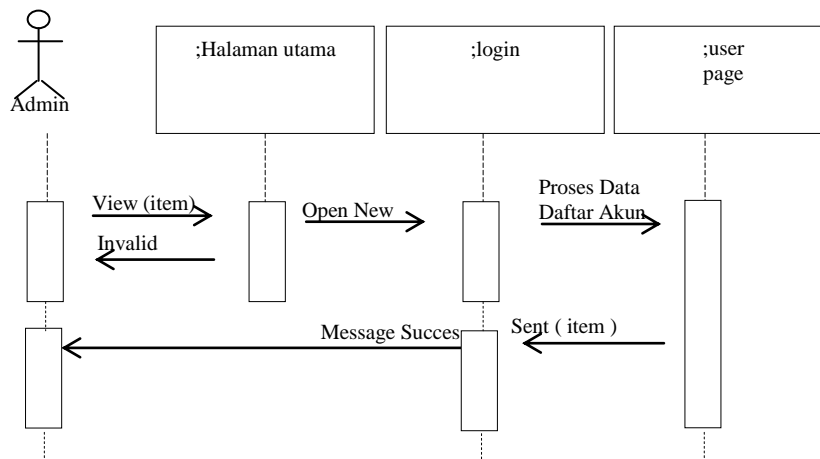 ;Halaman utama
;login
;user
page
Admin
View (item)
Open New
Proses Data
Daftar Akun
Invalid
Message Succes
Sent ( item )